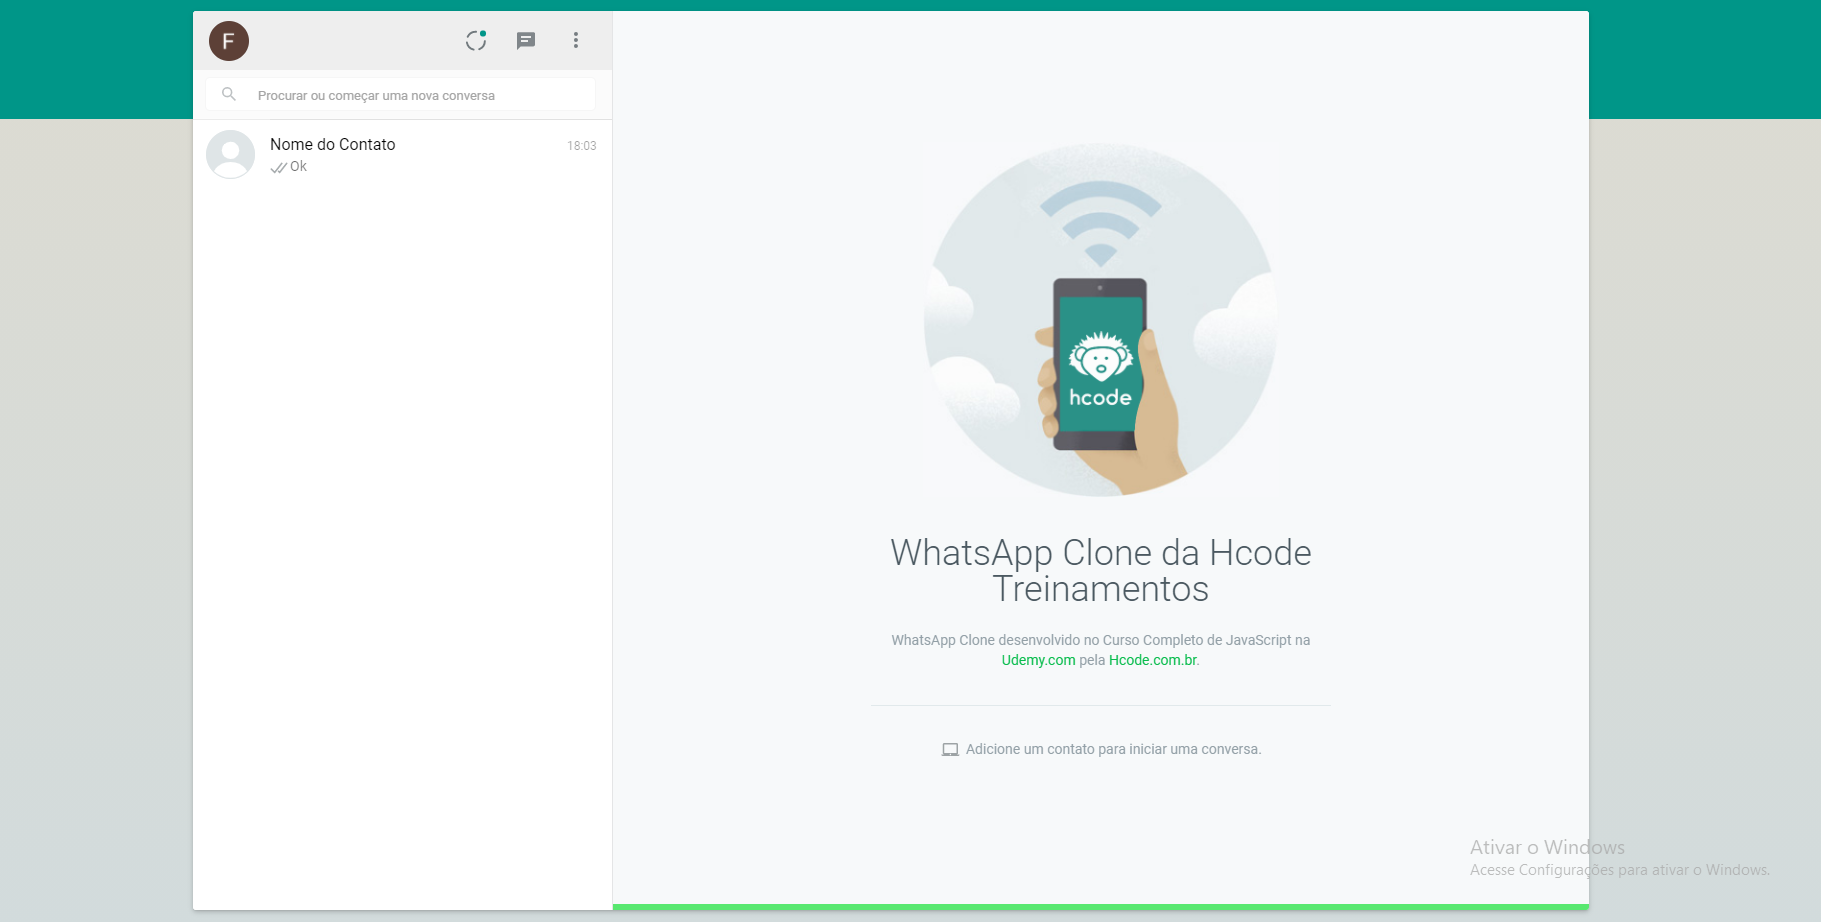 F
Procurar ou começar uma nova conversa
Nome do Contato
18:03
Ok
hcode
WhatsApp Clone da Hcode
Treinamentos
WhatsApp Clone desenvolvido no Curso Completo de JavaScript na
Udemy.com pela Hcode.com.br.
Adicione um contato para iniciar uma conversa.
Ativar o Windows
Acesse Configurações para ativar o Windows.